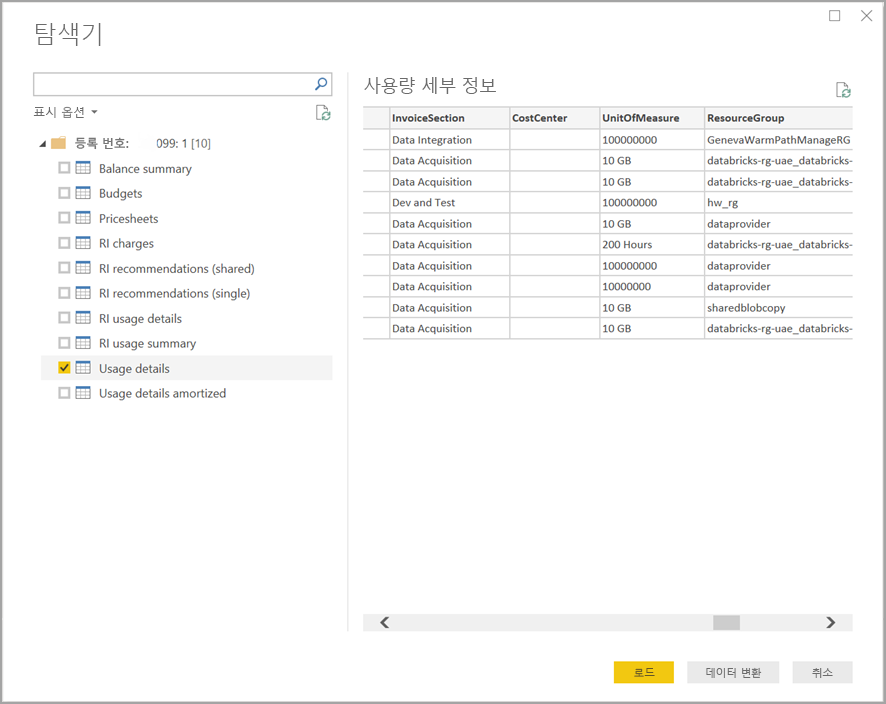 탐색기
표시 옵션
등록 번호: 099: 1 [10]
Balance summary
Budgets
Pricesheets
RI charges
RI recommendations (shared)
RI recommendations (single)
RI usage details
RI usage summary
Usage details
Usage details amortized
사용량 세부 정보
InvoiceSection CostCenter UnitOfMeasure ResourceGroup
Data Integration 100000000 GenevaWarmPathManageRG
Data Acquisition 10 GB databricks-rg-uae_databricks-
Data Acquisition 10 GB databricks-rg-uae_databricks-
Dev and Test 100000000 hw_rg
Data Acquisition 10 GB dataprovider
Data Acquisition 200 Hours databricks-rg-uae_databricks-
Data Acquisition 100000000 dataprovider
Data Acquisition 10000000 dataprovider
Data Acquisition 10 GB sharedblobcopy
Data Acquisition 10 GB databricks-rg-uae_databricks-
로드 데이터 변환 취소